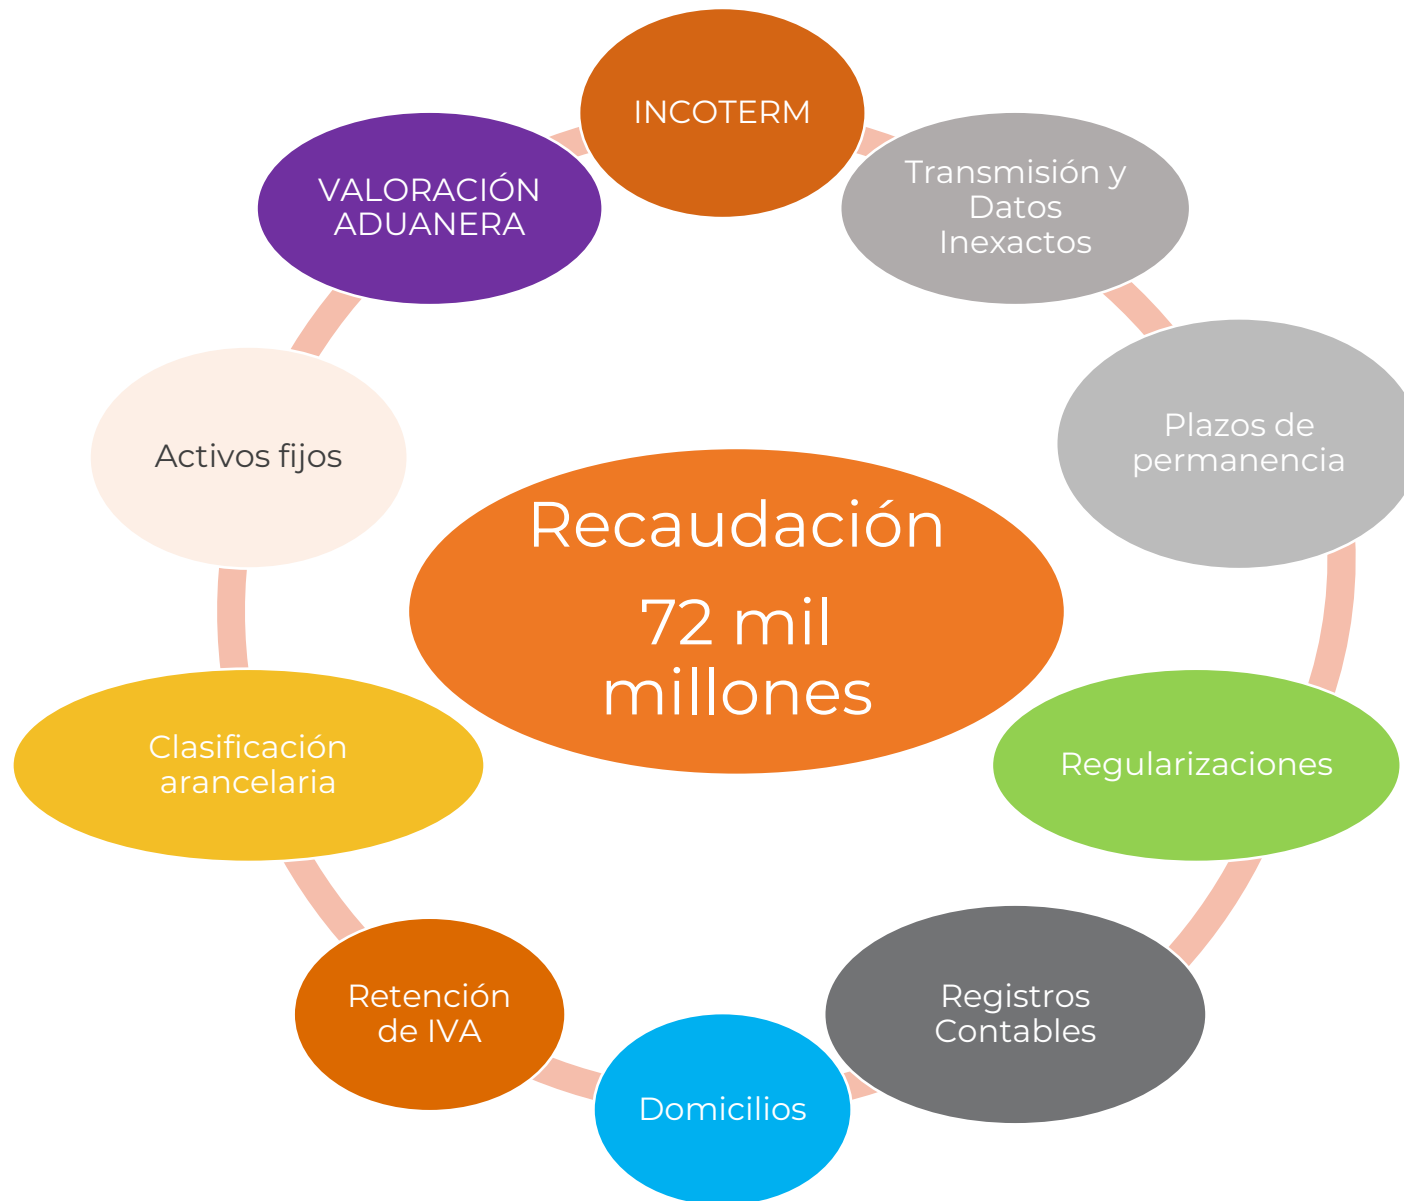 INCOTERM
Transmisión y
Datos
Inexactos
VALORACIÓN
ADUANERA
Plazos de
permanencia
Activos fijos
Recaudación
72 mil
millones
Clasificación
arancelaria
Regularizaciones
Retención
de IVA
Registros
Contables
Domicilios